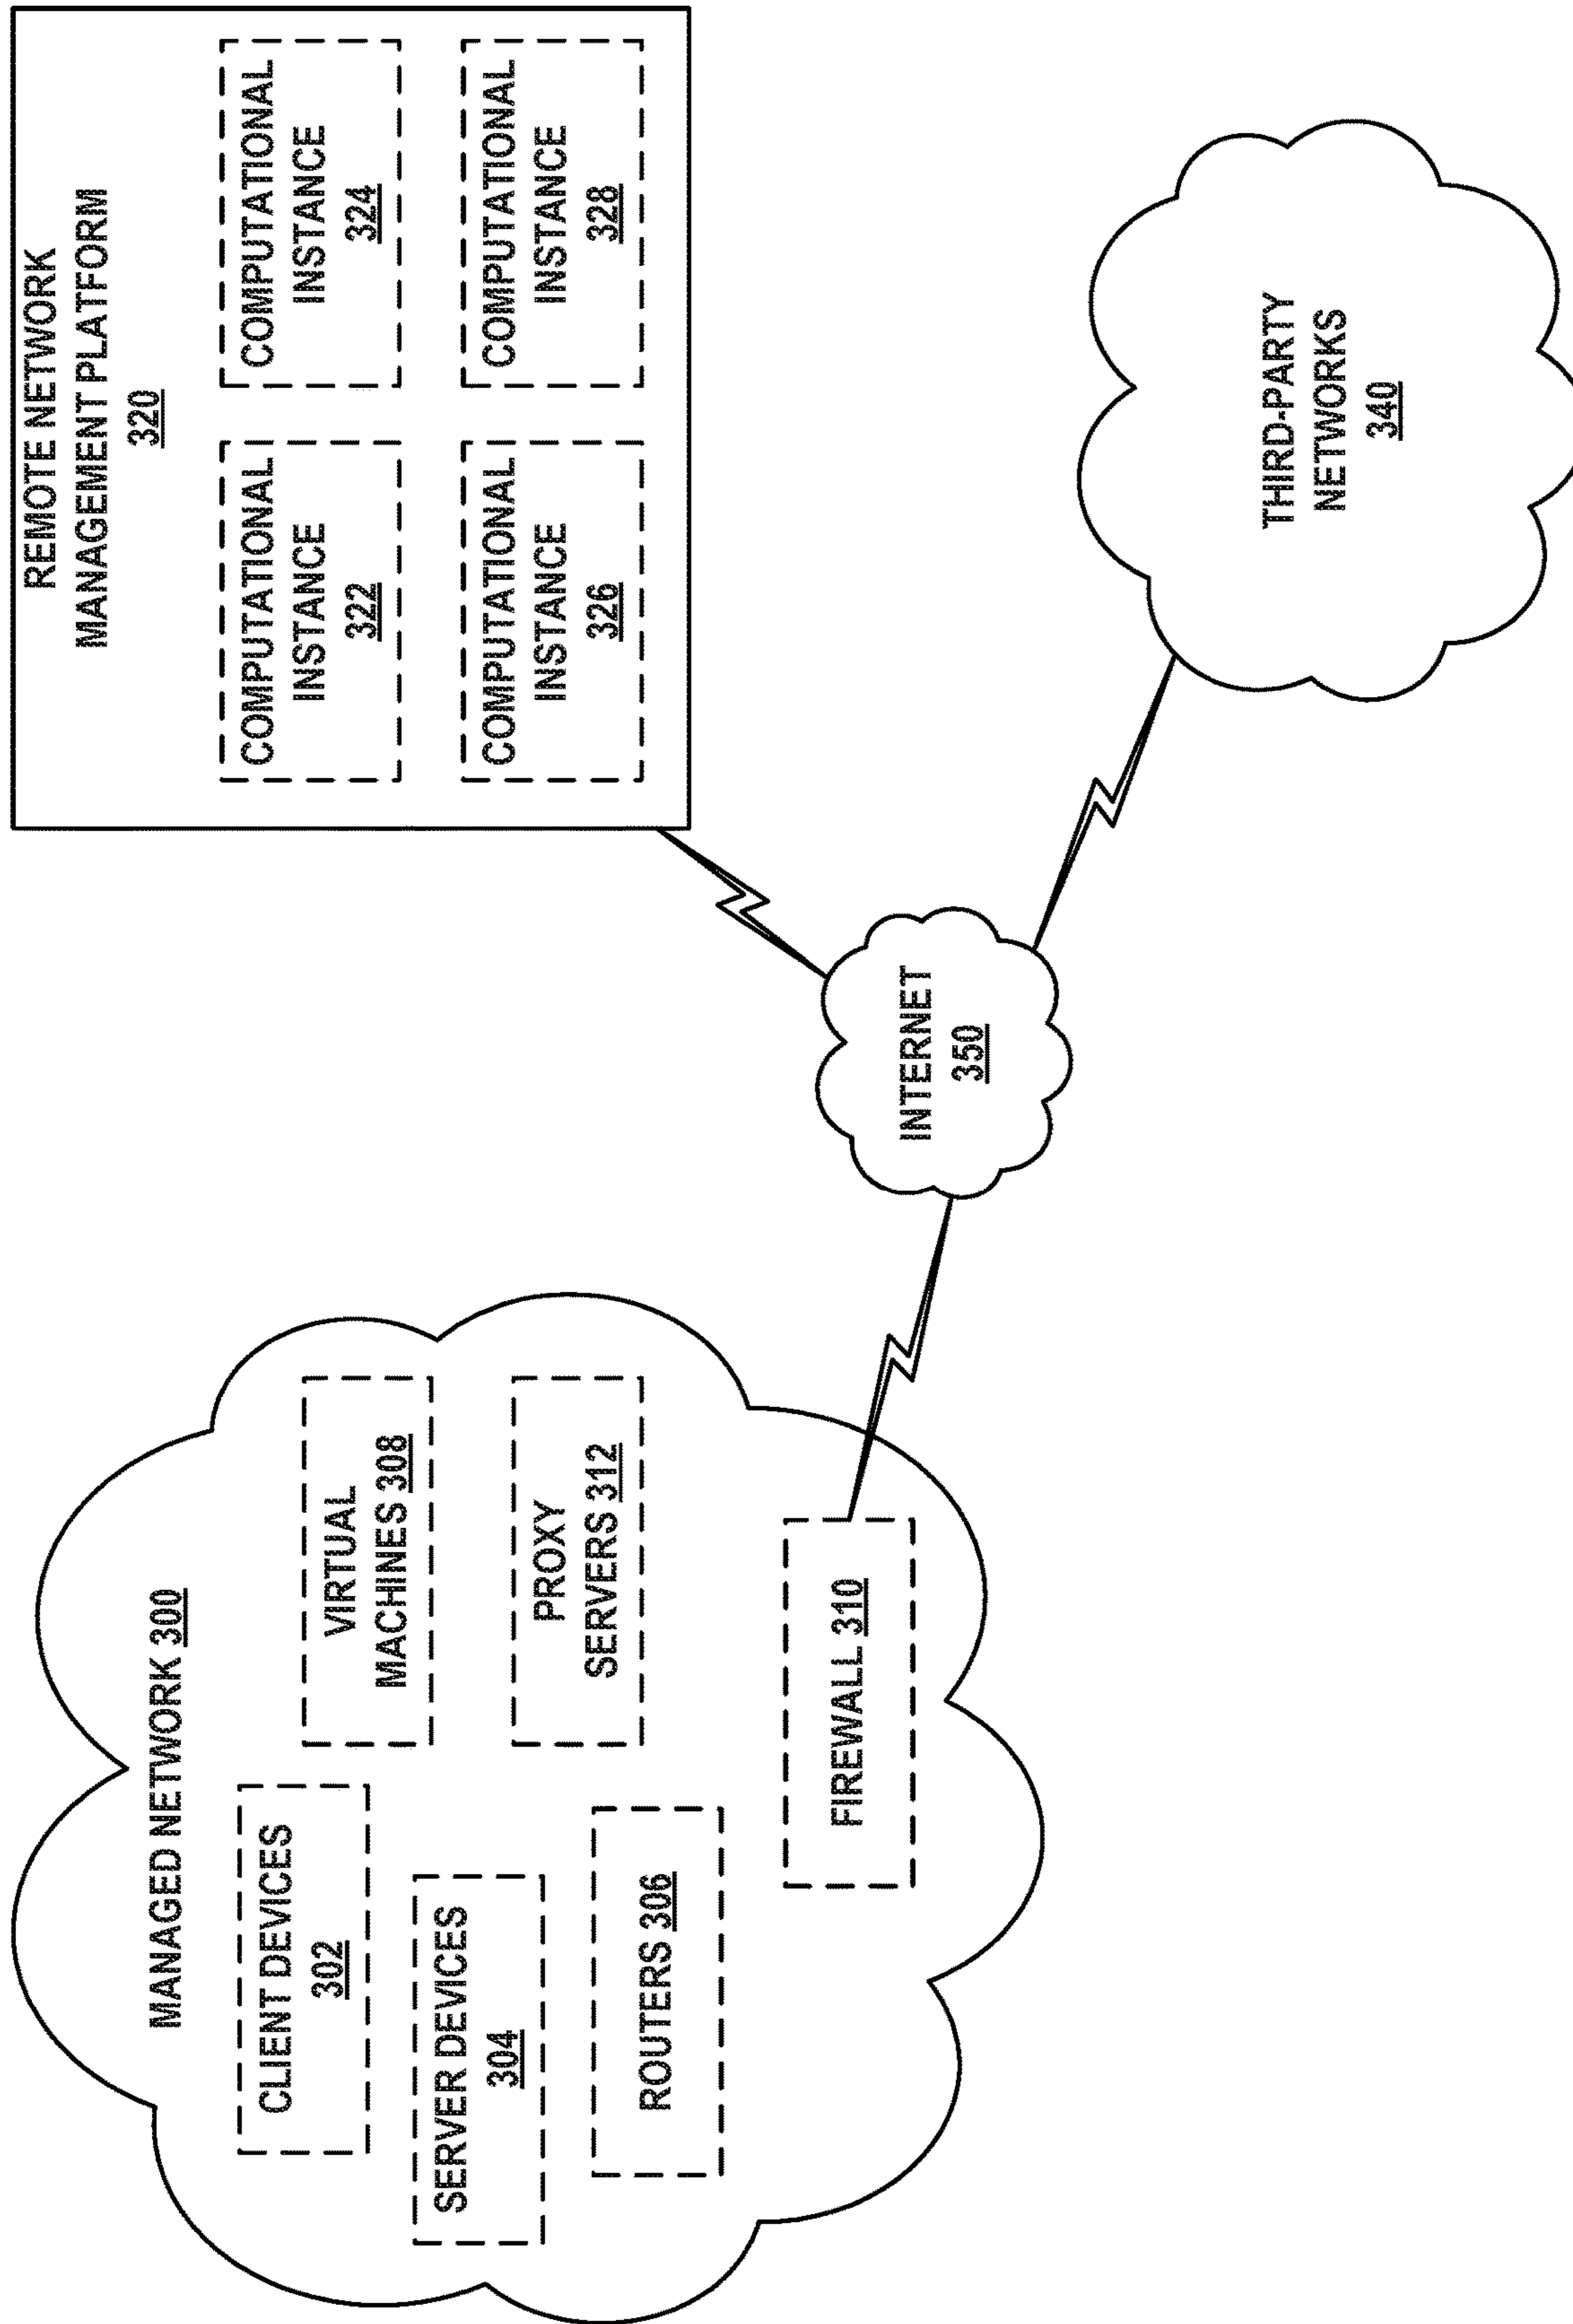 MANAGED NETWORK 300
CLIENT DEVICES
302
SERVER DEVICES
304
ROUTERS 306
VIRTUAL
MACHINES 308
PROXY
SERVERS 312
FIREWALL 310
INTERNET
350
REMOTE NETWORK
MANAGEMENT PLATFORM
320
COMPUTATIONAL
INSTANCE
322
COMPUTATIONAL
INSTANCE
324
COMPUTATIONAL
INSTANCE
326
COMPUTATIONAL
INSTANCE
328
THIRD-PARTY
NETWORKS
340